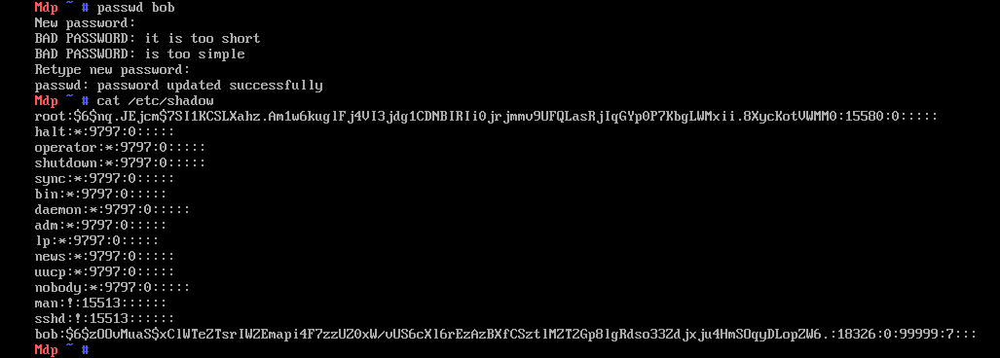 Mdp ~ # passwd bob
New password:
BAD PASSWORD: it is too short
BAD PASSWORD: is too simple
Retype new password:
passwd: password updated successfully
Mdp ~ # cat /etc/shadow
root:$6$nq.JEjcm$7SI1KCSLXahz.Am1w6kuglFj4VI3jdg1CDNBIRIi0jrjmmv9UFQLasRjIqGYp0P7KbgLWMxii.8XycKotVWMM0:15580:0:::::
halt:*:9797:0:::::
operator:*:9797:0:::::
shutdown:*:9797:0:::::
sync:*:9797:0:::::
bin:*:9797:0:::::
daemon:*:9797:0:::::
adm:*:9797:0:::::
lp:*:9797:0:::::
news:*:9797:0:::::
uucp:*:9797:0:::::
nobody:*:9797:0:::::
man:!:15513::::::
sshd:!:15513::::::
bob:$6$zOOvMuaS$xClWTeZTsrIWZEmapi4F7zzUZ0xW/vUS6cXl6rEzAzBXfCSztlMZTZGp8lgRdso33Zdjxju4HmSOqyDLopZW6.:18326:0:99999:7:::
Mdp ~ #